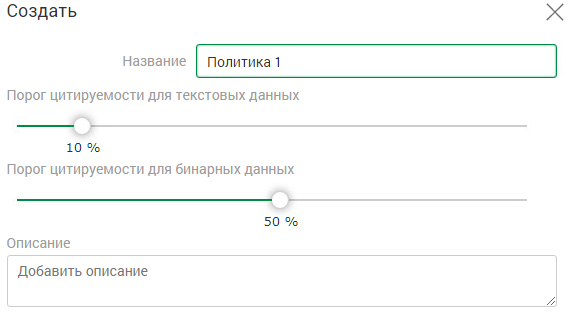 Создать
Название
Политика 1
Порог цитируемости для текстовых данных
10 %
Порог цитируемости для бинарных данных
50 %
Описание
Добавить описание